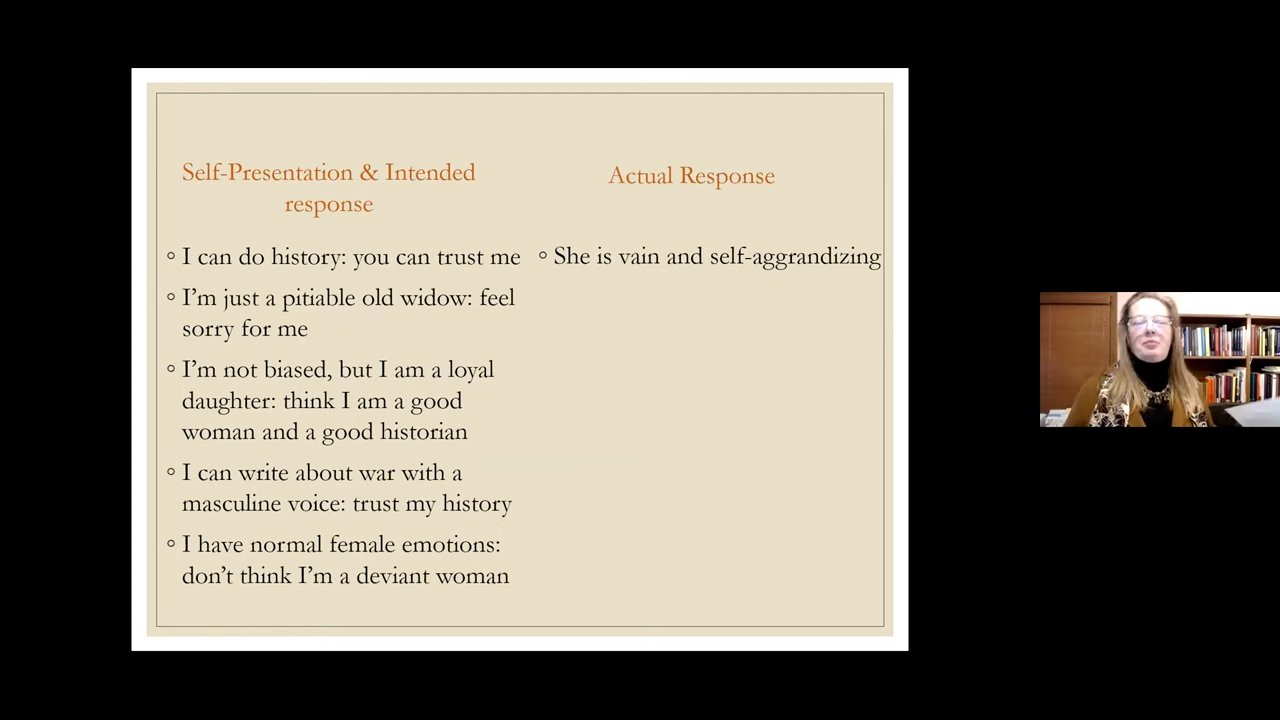 Self-Presentation & Intended
response
◦ I can do history: you can trust me
◦ I’m just a pitiable old widow: feel
sorry for me
◦ I’m not biased, but I am a loyal
daughter: think I am a good
woman and a good historian
◦ I can write about war with a
masculine voice: trust my history
◦ I have normal female emotions:
don’t think I’m a deviant woman
Actual Response
◦ She is vain and self-aggrandizing